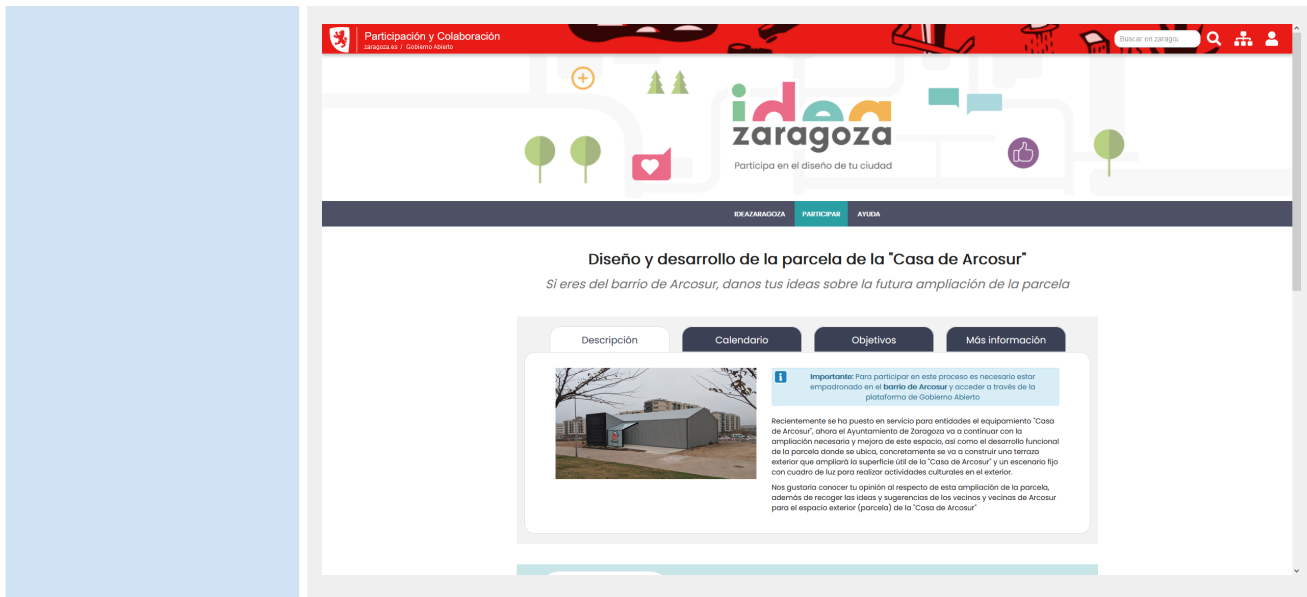 Participación y Colaboración
zaragoza.es / Gobierno Abierto
Buscar en zarago
idea
zaragoza
Participa en el diseño de tu ciudad
IDEAZARAGOZA PARTICIPAR AYUDA
Diseño y desarrollo de la parcela de la "Casa de Arcosur"
Si eres del barrio de Arcosur, danos tus ideas sobre la futura ampliación de la parcela
Descripción Calendario Objetivos Más información
Importante: Para participar en este proceso es necesario estar
empadronado en el barrio de Arcosur y acceder a través de la
plataforma de Gobierno Abierto
Recientemente se ha puesto en servicio para entidades el equipamiento "Casa
de Arcosur", ahora el Ayuntamiento de Zaragoza va a continuar con la
ampliación necesaria y mejora de este espacio, así como el desarrollo funcional
de la parcela donde se ubica, concretamente se va a construir una terraza
exterior que ampliará la superficie útil de la "Casa de Arcosur" y un escenario fijo
con cuadro de luz para realizar actividades culturales en el exterior.
Nos gustaría conocer tu opinión al respecto de esta ampliación de la parcela,
además de recoger las ideas y sugerencias de los vecinos y vecinas de Arcosur
para el espacio exterior (parcela) de la "Casa de Arcosur"